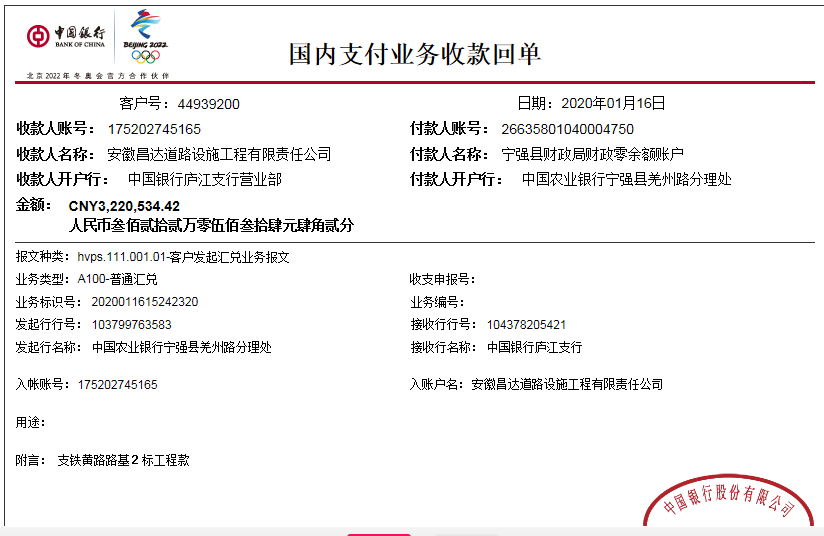 中国银行
BANK OF CHINA
BEIJING 2022
北京2022年冬奥会官方合作伙伴
国内支付业务收款回单
客户号：44939200 日期：2020年01月16日
收款人账号：175202745165 付款人账号：26635801040004750
收款人名称：安徽昌达道路设施工程有限责任公司 付款人名称：宁强县财政局财政零余额账户
收款人开户行：中国银行庐江支行营业部 付款人开户行：中国农业银行宁强县羌州路分理处
金额：CNY3,220,534.42
人民币叁佰贰拾贰万零伍佰叁拾肆元肆角贰分
报文种类：hvps.111.001.01-客户发起汇兑业务报文
业务类型：A100-普通汇兑 收支申报号：
业务标识号：2020011615242320 业务编号：
发起行行号：103799763583 接收行行号：104378205421
发起行名称：中国农业银行宁强县羌州路分理处 接收行名称：中国银行庐江支行
入帐账号：175202745165 入账户名：安徽昌达道路设施工程有限责任公司
用途：
附言：支铁黄路路基2标工程款
中国银行股份有限公司